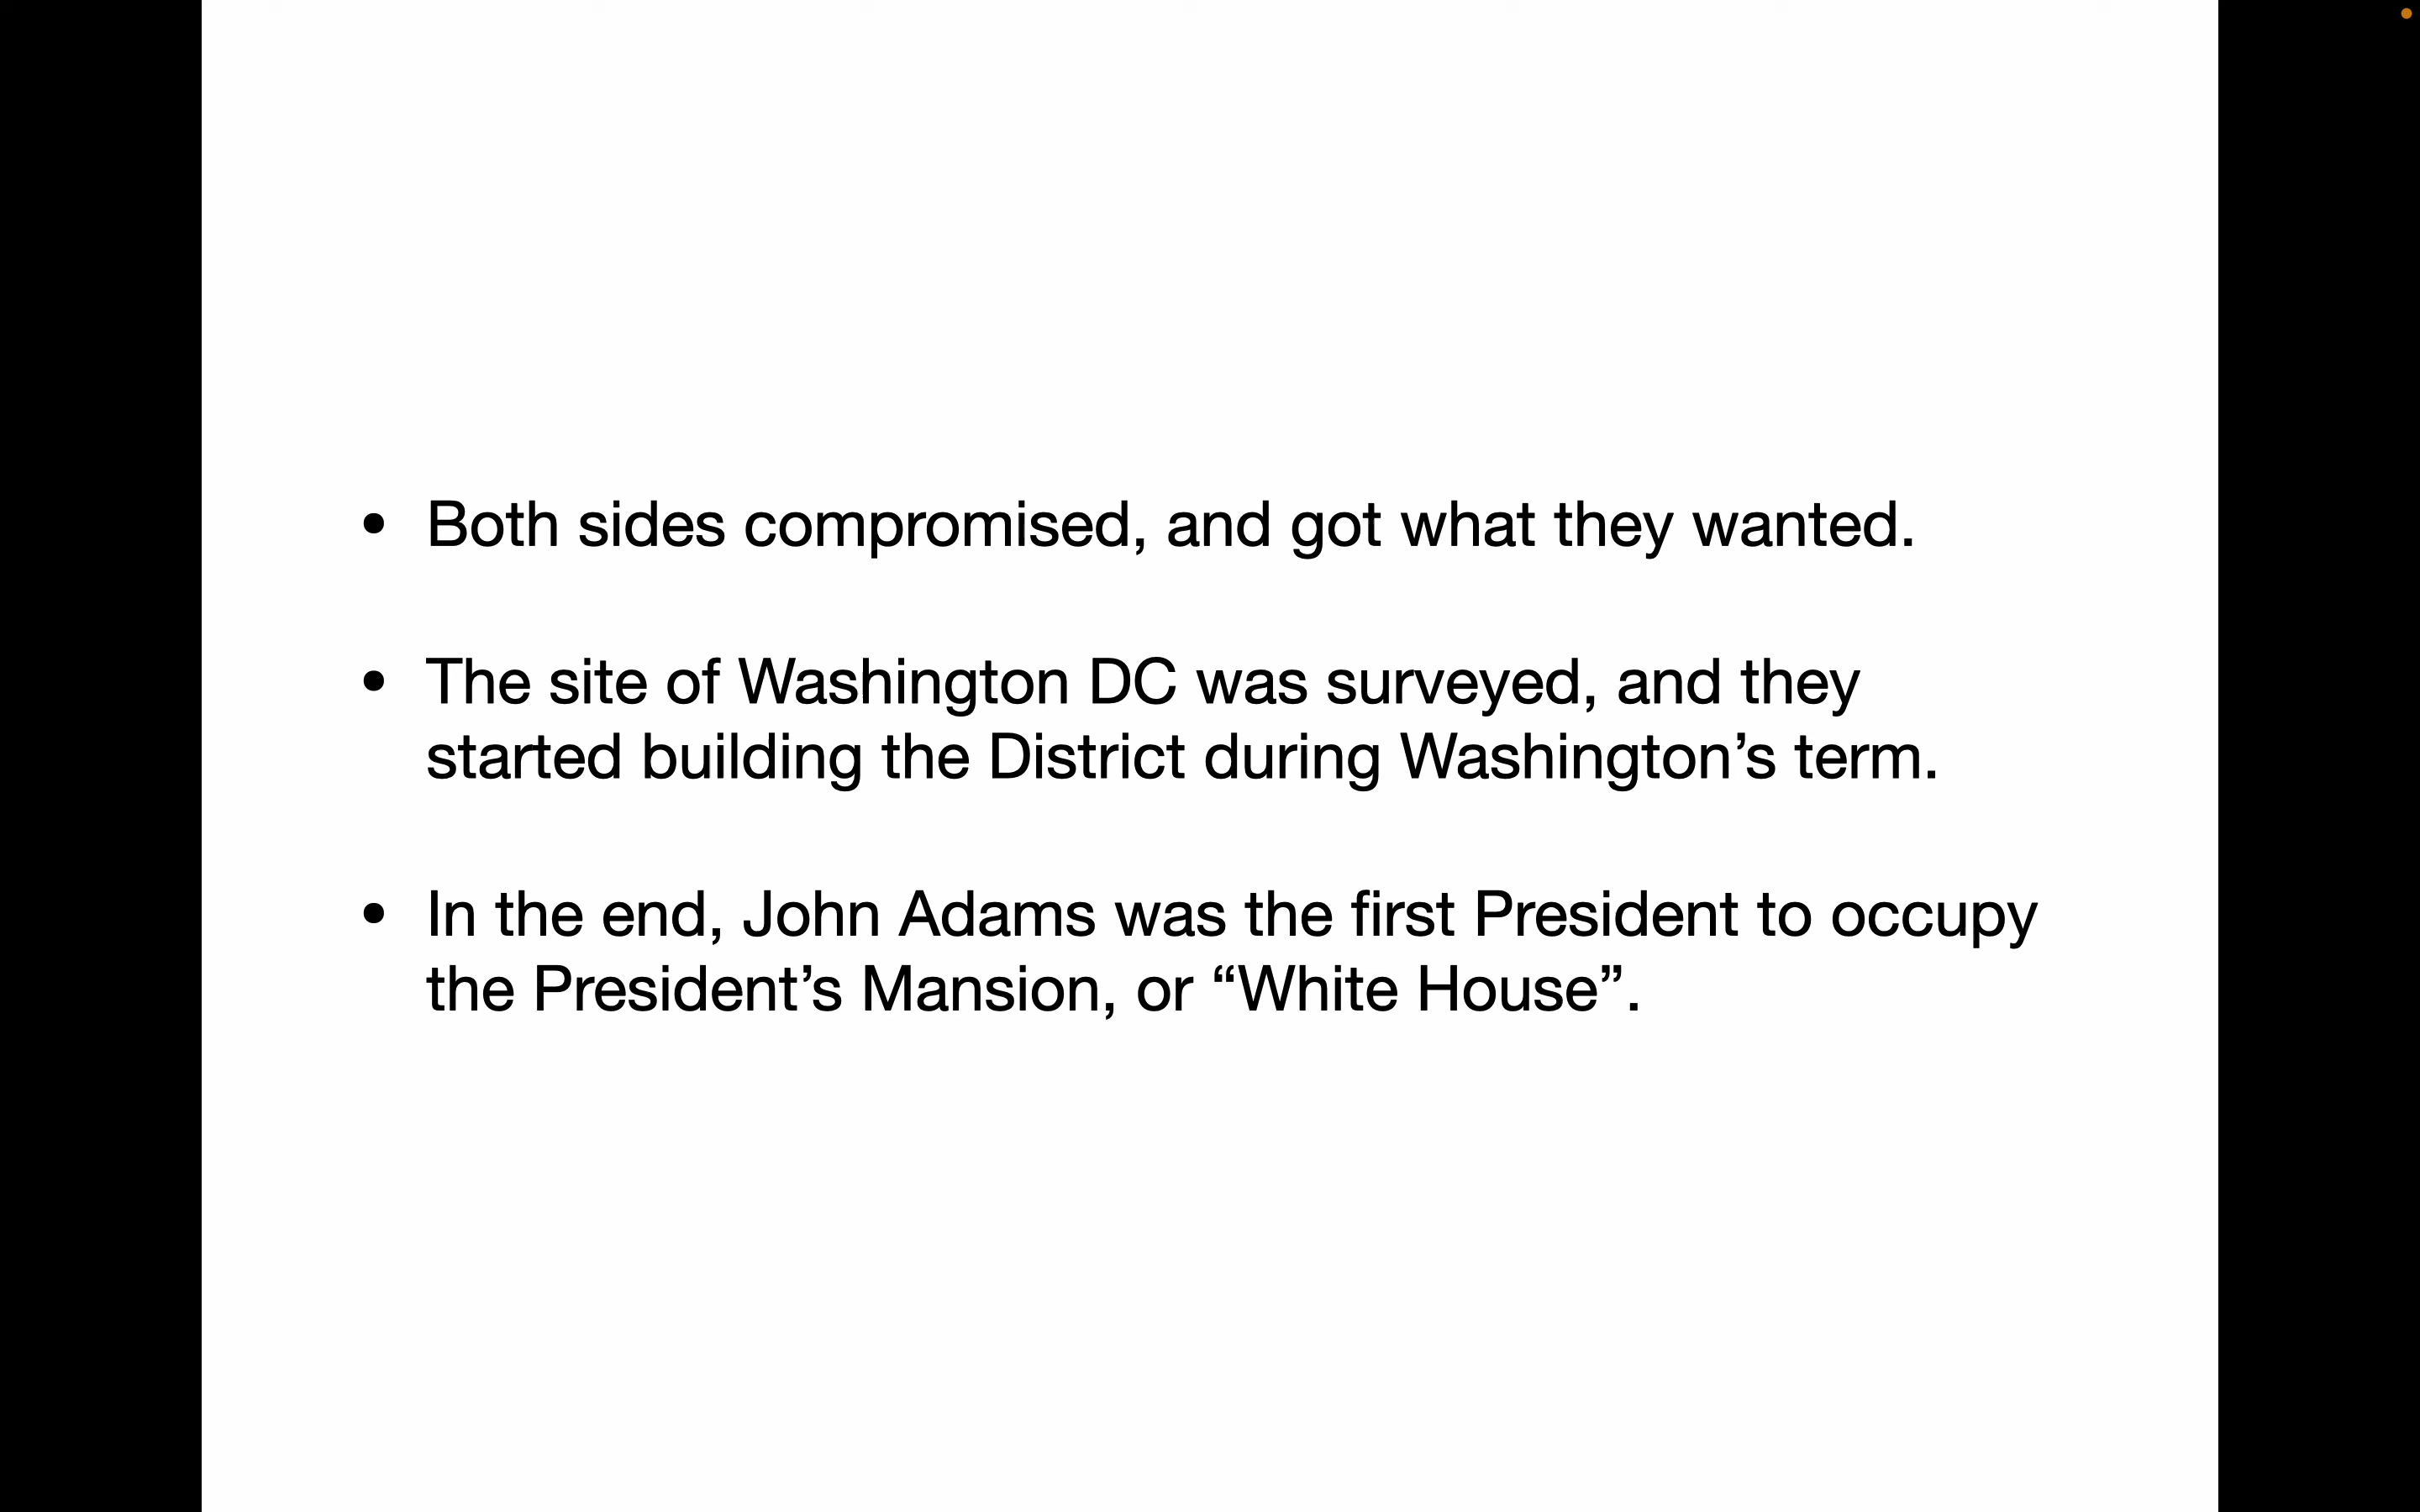 • Both sides compromised, and got what they wanted.
• The site of Washington DC was surveyed, and they
started building the District during Washington’s term.
• In the end, John Adams was the first President to occupy
the President’s Mansion, or “White House”.